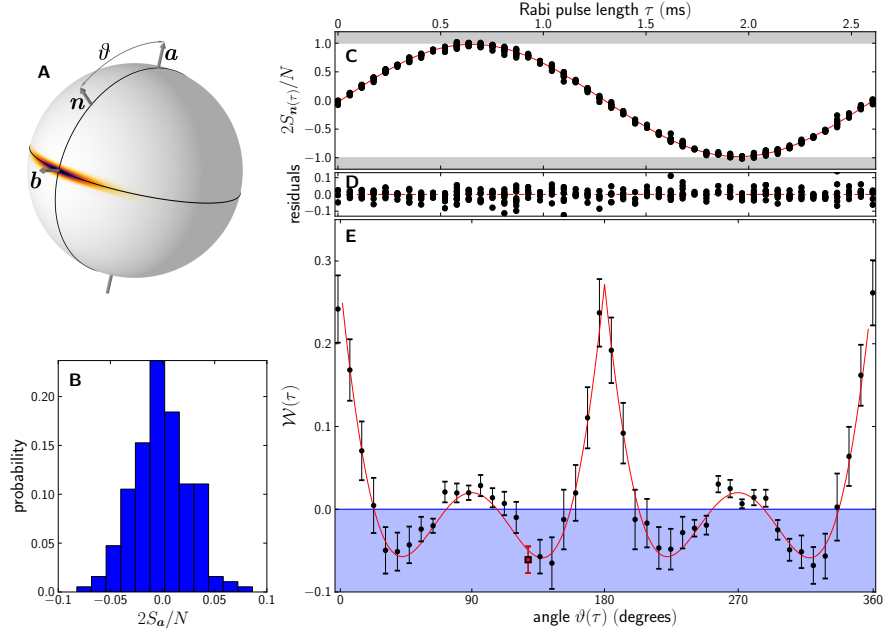 A
ϑ
a
n
b
B
probability
0.20
0.15
0.10
0.05
0.00
−0.1 −0.05 0.0 0.05 0.1
2S_a/N
Rabi pulse length τ (ms)
0.0 0.5 1.0 1.5 2.0 2.5
C
2S_n(τ)/N
1.0
0.5
0.0
−0.5
−1.0
D
residuals
0.1
0.0
−0.1
E
W(τ)
0.3
0.2
0.1
0.0
−0.1
0 90 180 270 360
angle ϑ(τ) (degrees)